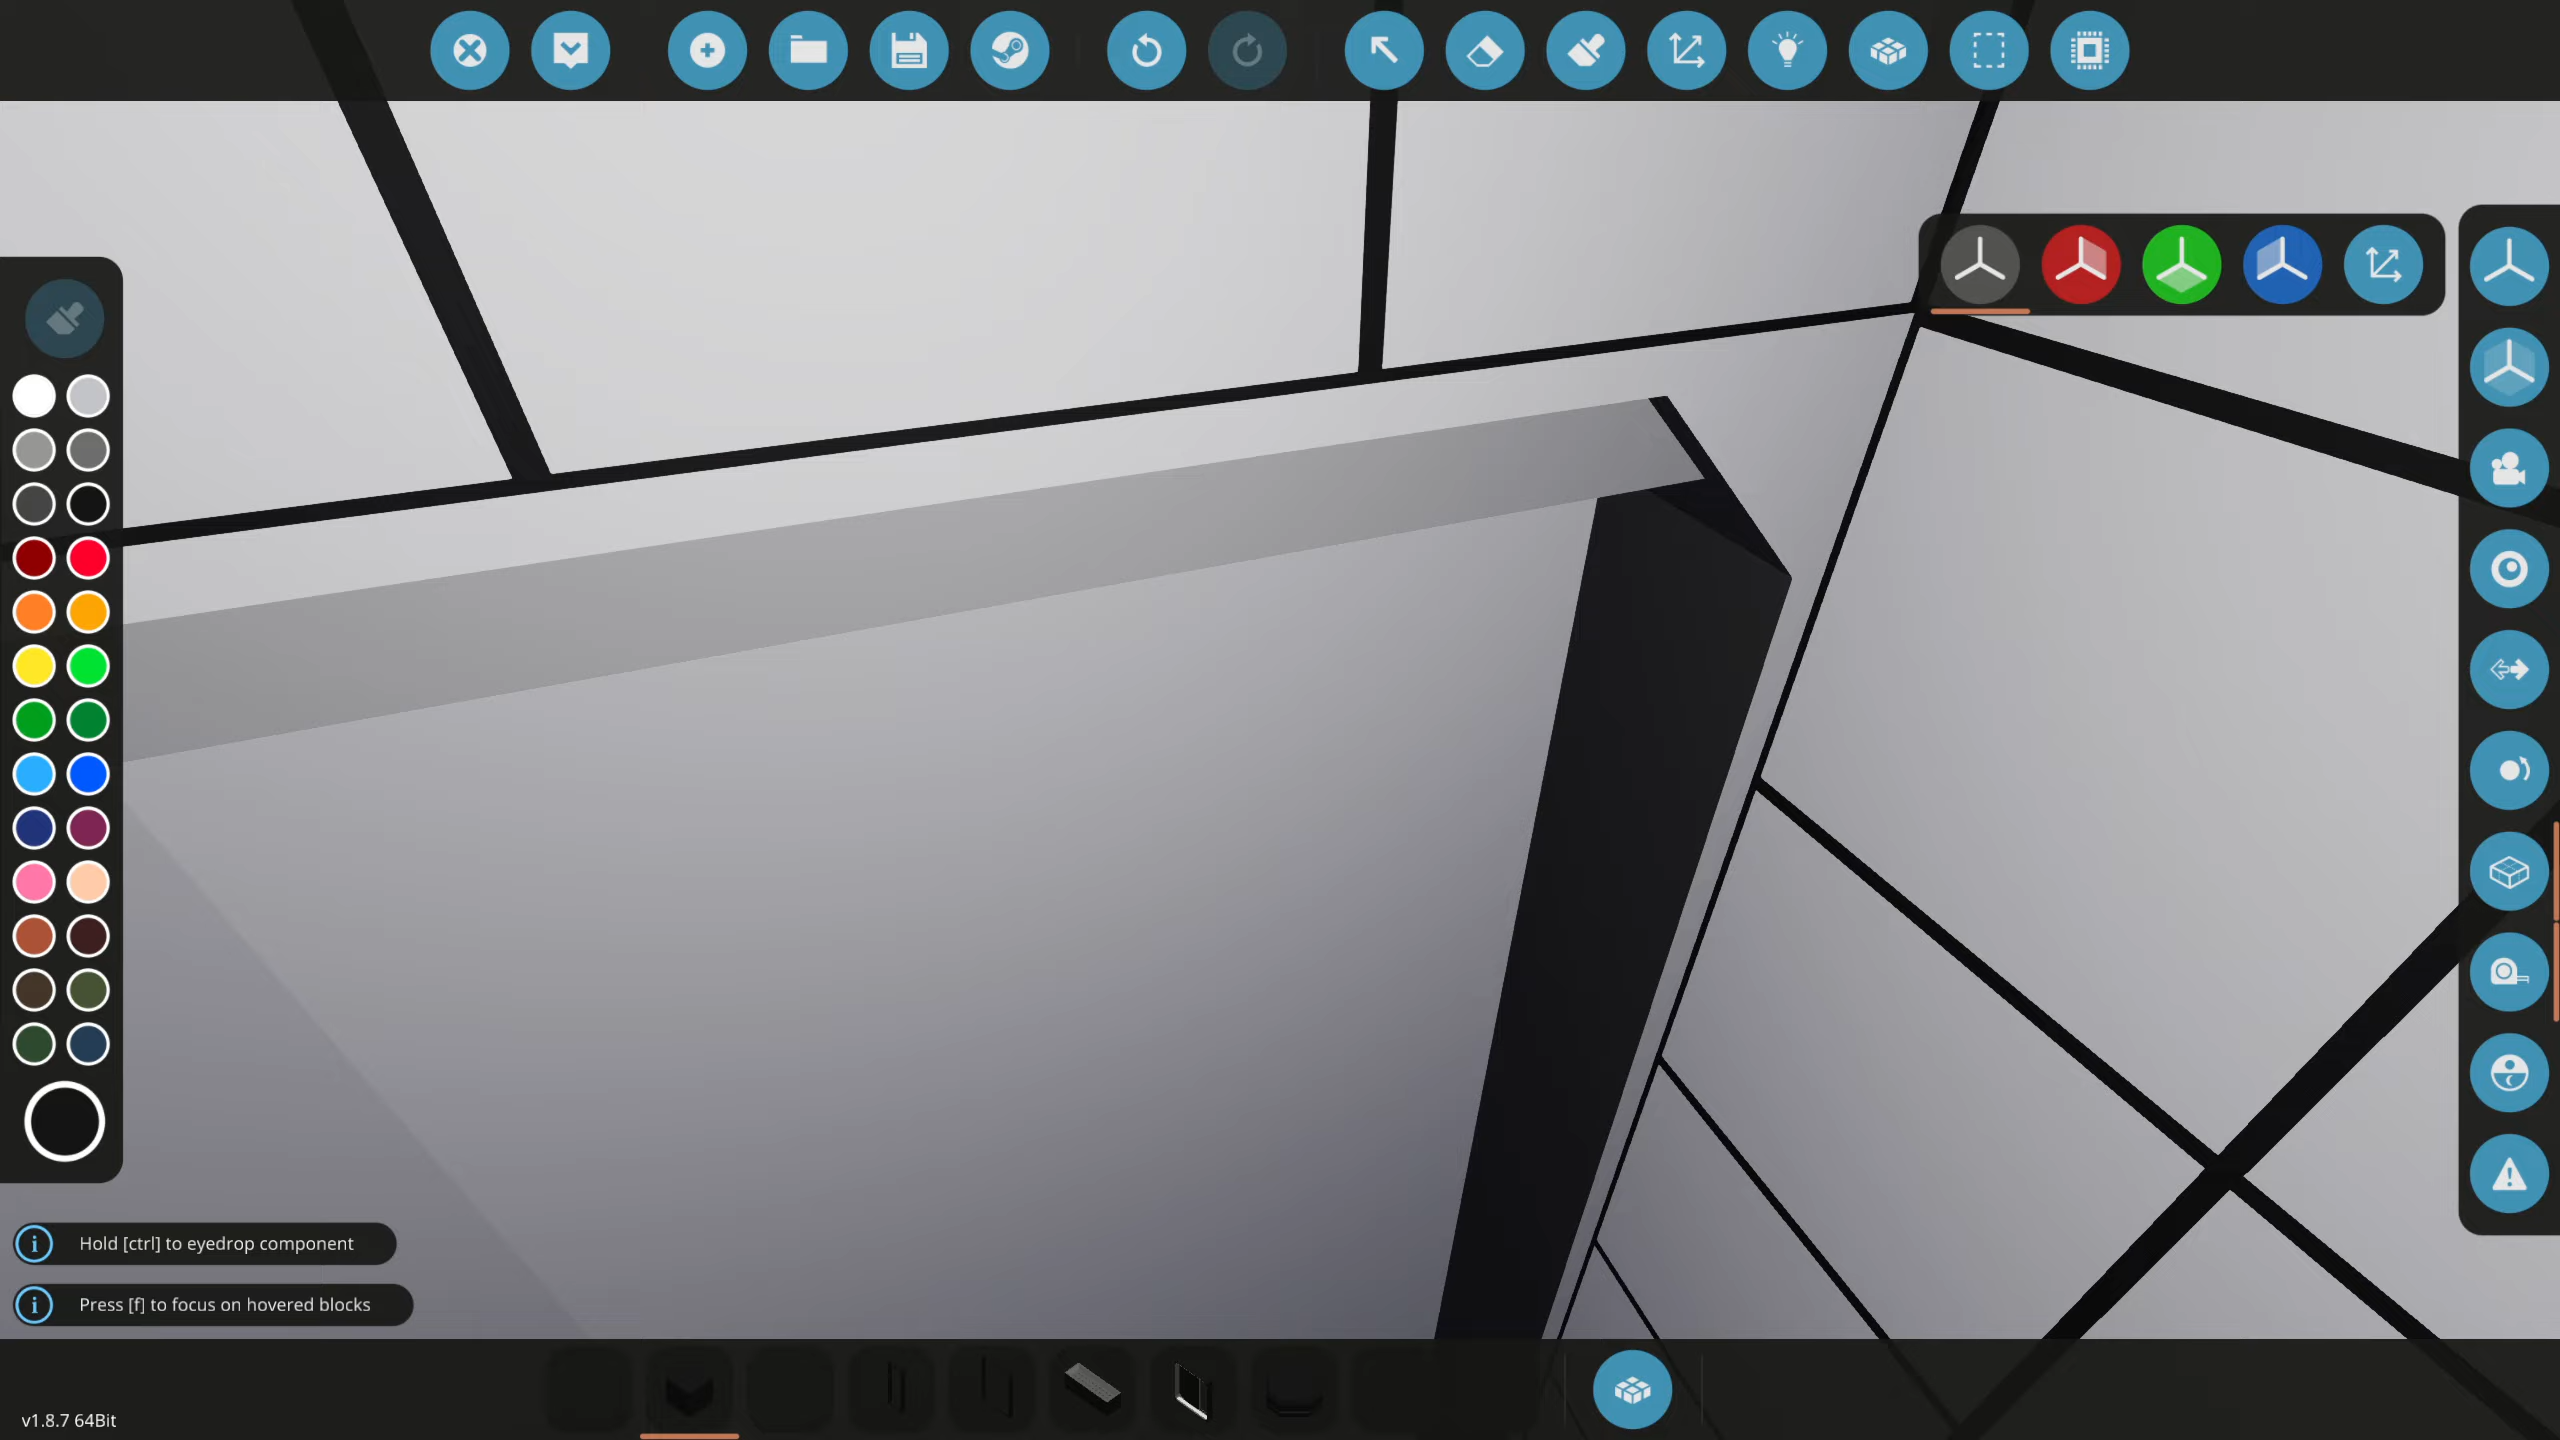 Hold [ctrl] to eyedrop component
Press [f] to focus on hovered blocks
v1.8.7 64Bit